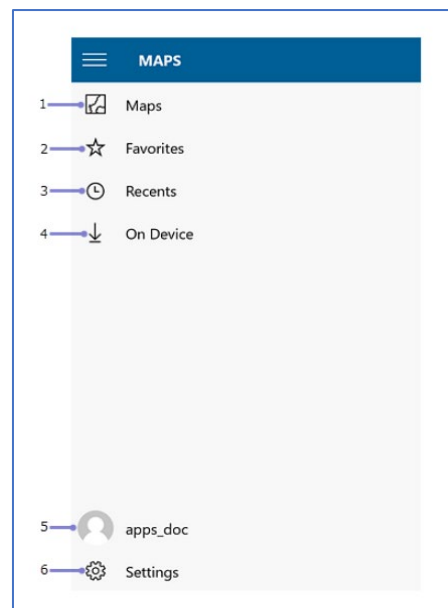 MAPS
1 Maps
2 Favorites
3 Recents
4 On Device
5 apps_doc
6 Settings